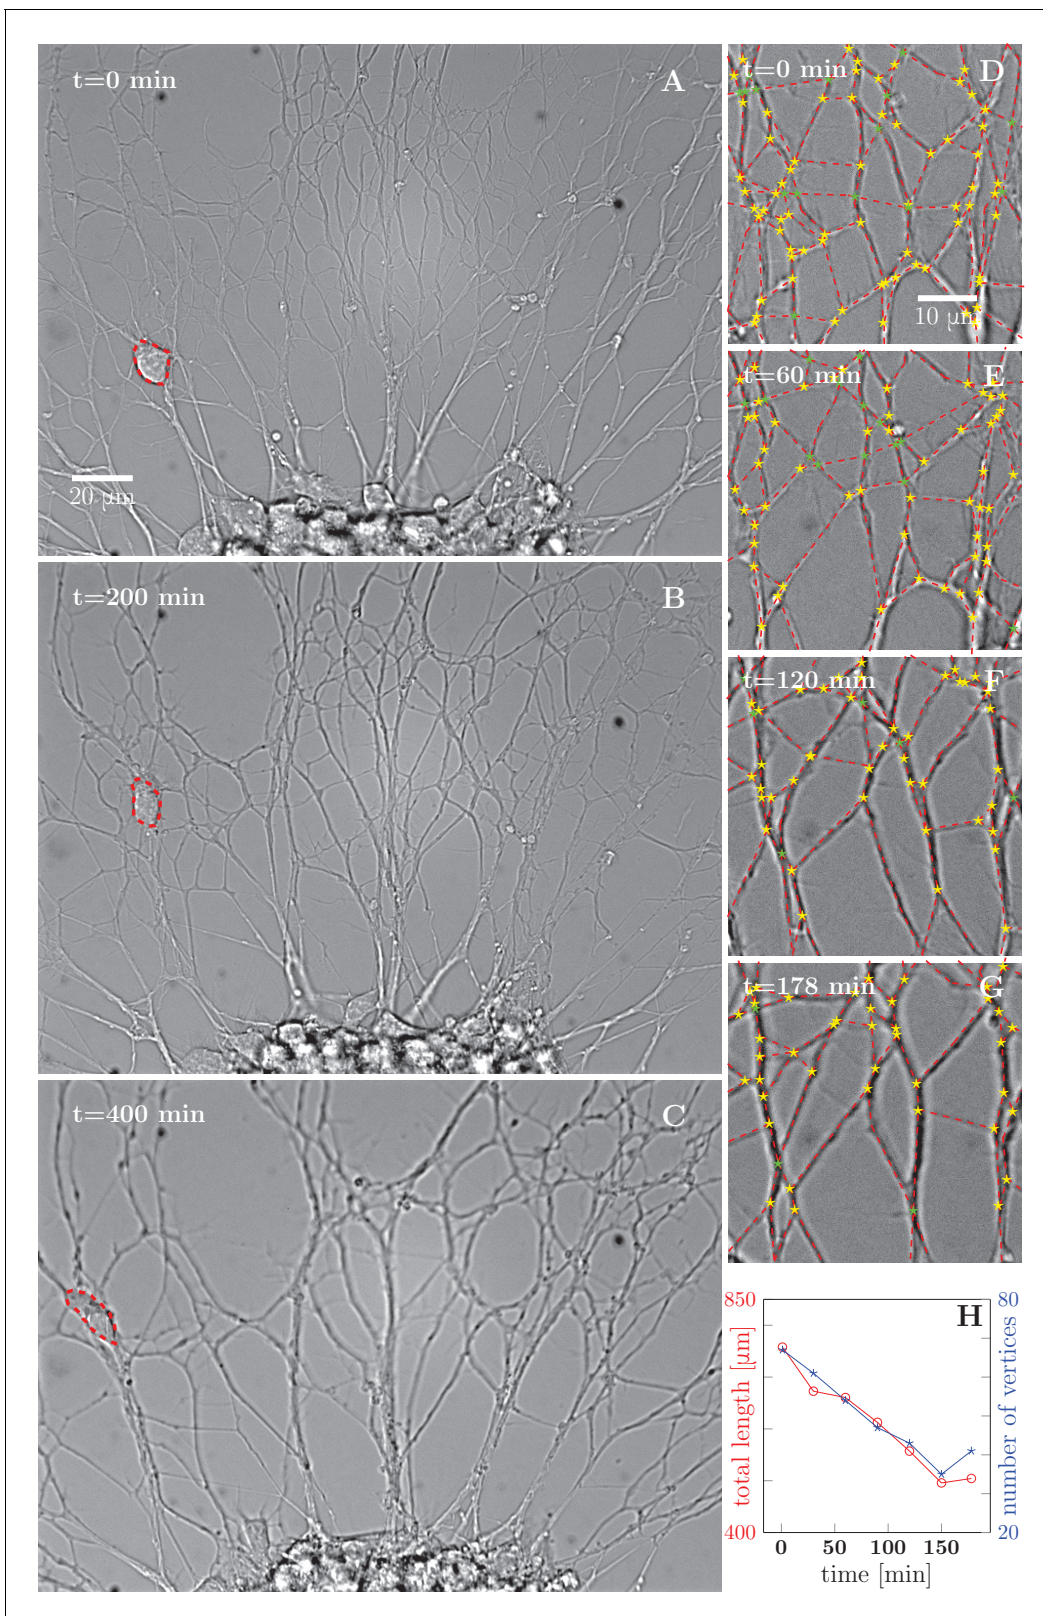 t=0 min
A
20 µm
t=200 min
B
t=400 min
C
t=0 min
D
10 µm
t=60 min
E
t=120 min
F
t=178 min
G
H
850
400
total length [µm]
80
20
number of vertices
0 50 100 150
time [min]